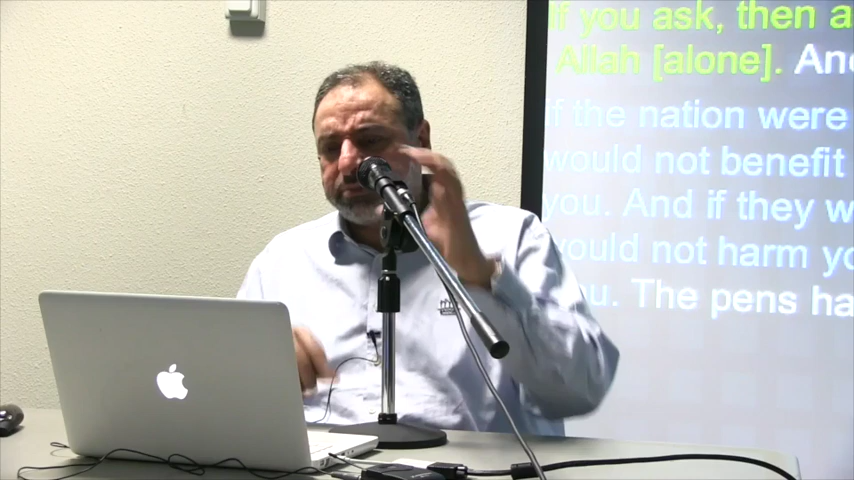 If you ask, then a
Allah [alone]. And
if the nation were
would not benefit
you. And if they w
would not harm yo
you. The pens ha